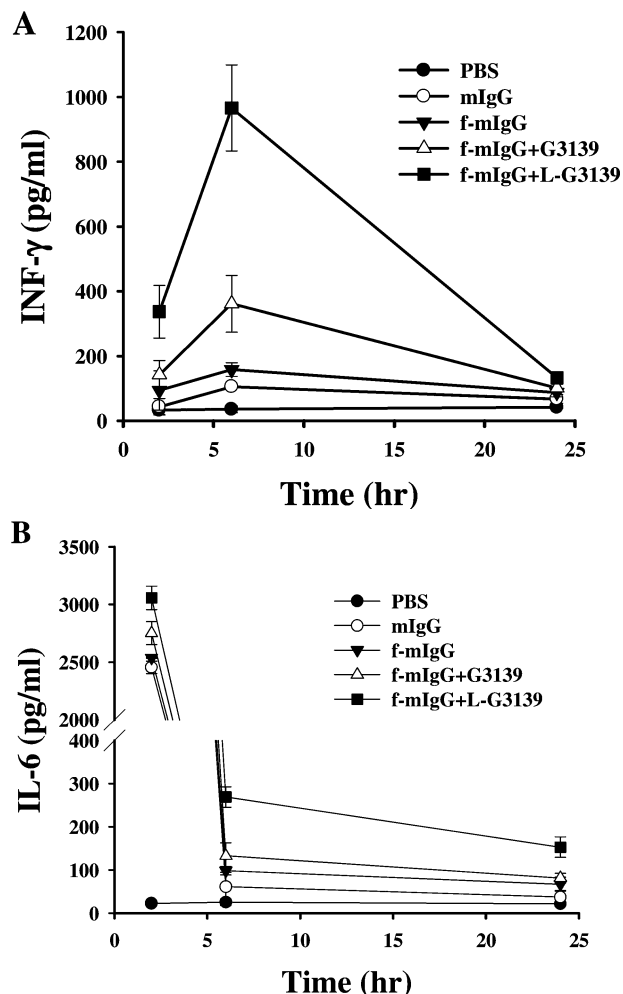 A
INF-γ (pg/ml)
1200
1000
800
600
400
200
0
PBS
mIgG
f-mIgG
f-mIgG+G3139
f-mIgG+L-G3139
0 5 10 15 20 25
Time (hr)
B
IL-6 (pg/ml)
3500
3000
2500
2000
400
300
200
100
0
PBS
mIgG
f-mIgG
f-mIgG+G3139
f-mIgG+L-G3139
0 5 10 15 20 25
Time (hr)